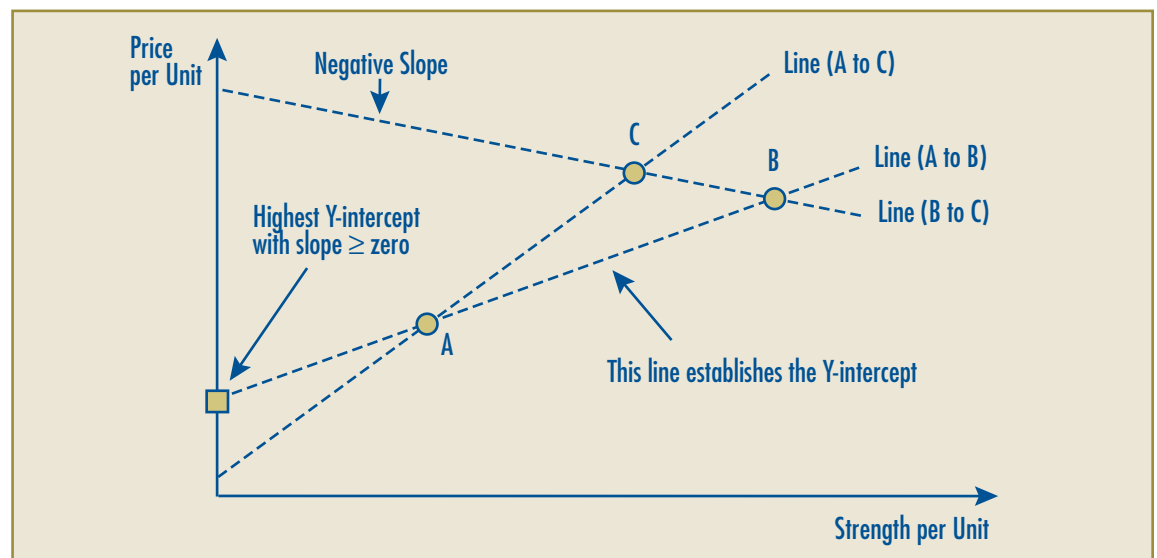 Price
per Unit
Negative Slope
Line (A to C)
C
B
Line (A to B)
Line (B to C)
Highest Y-intercept
with slope ≥ zero
A
This line establishes the Y-intercept
Strength per Unit